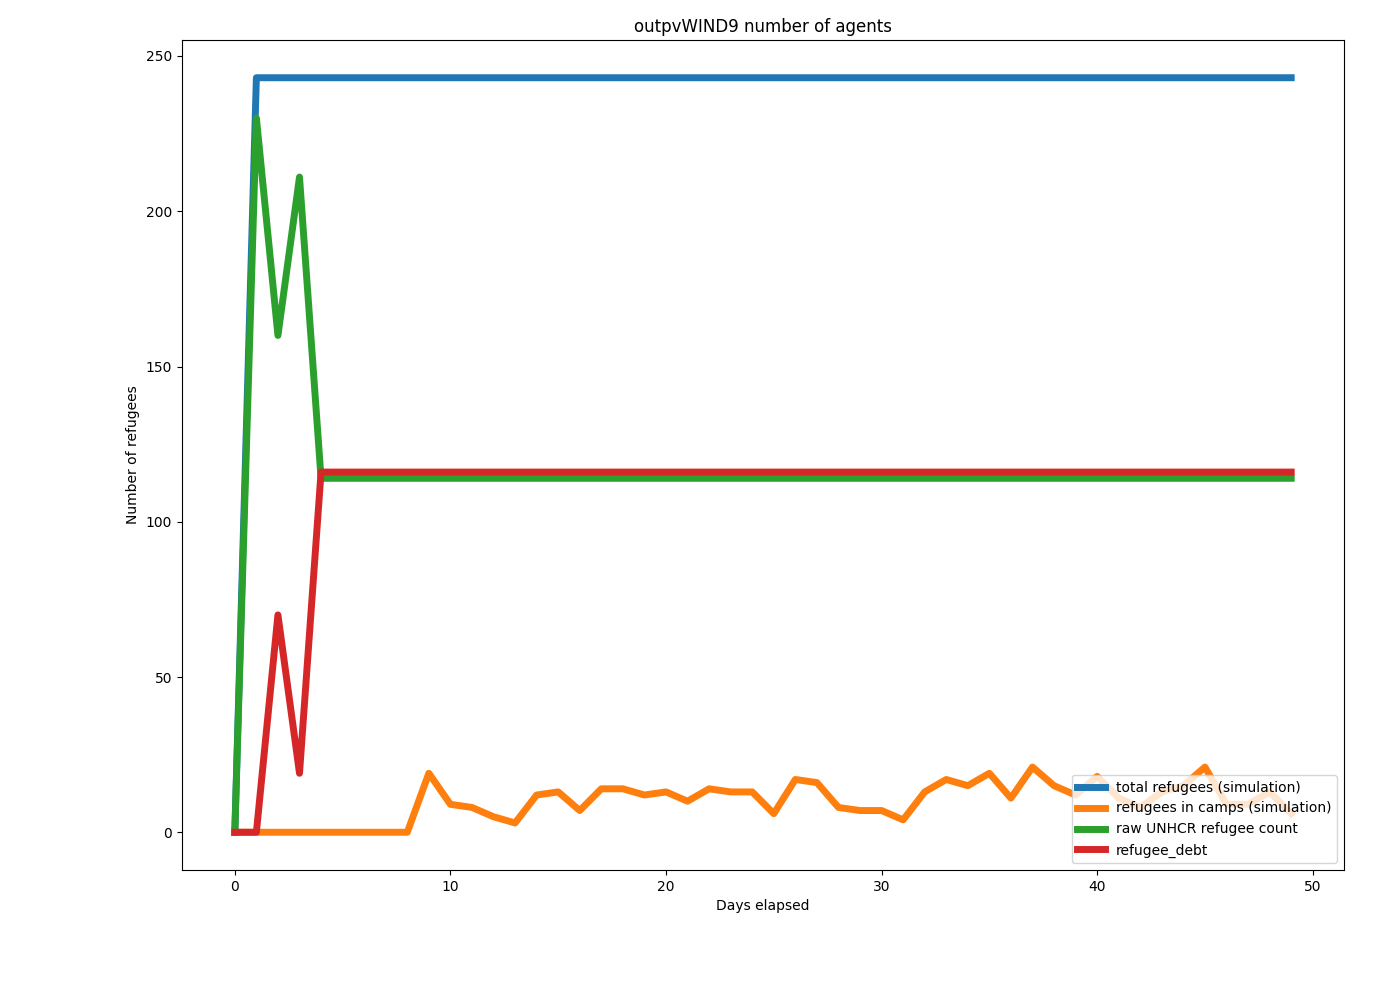 outpvWIND9 number of agents
250
200
150
100
50
0
Number of refugees
total refugees (simulation)
refugees in camps (simulation)
raw UNHCR refugee count
refugee_debt
0 10 20 30 40 50
Days elapsed